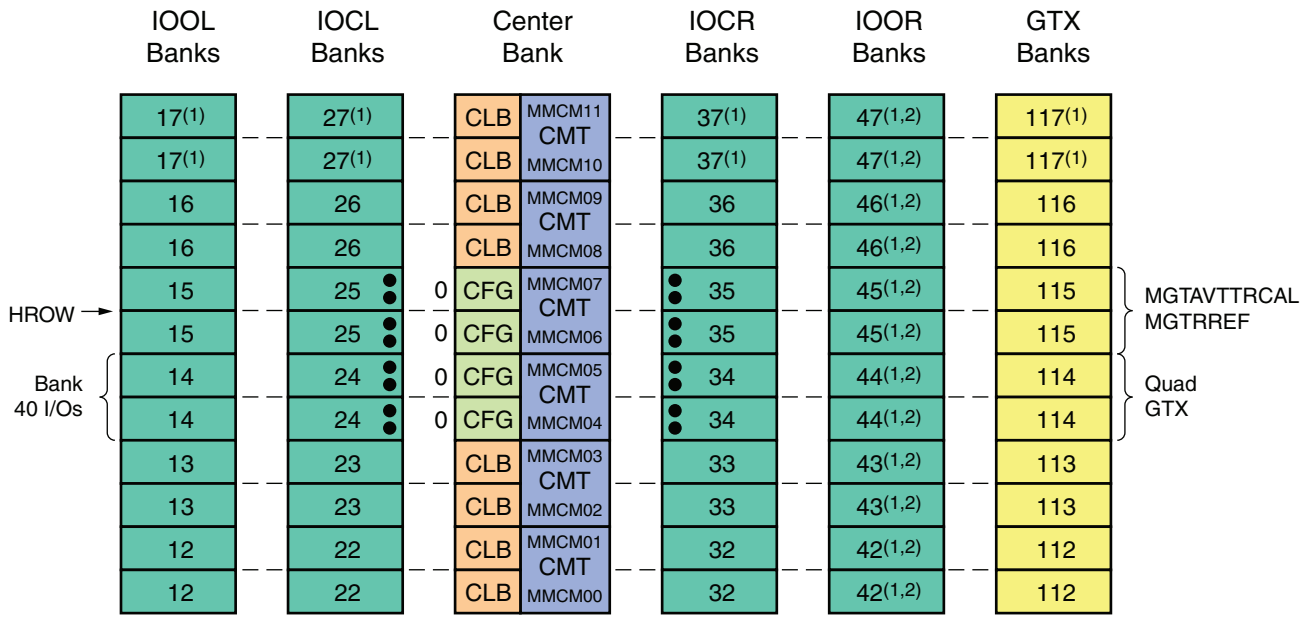 IOOL Banks IOCL Banks Center Bank IOCR Banks IOOR Banks GTX Banks
17(1) 27(1) CLB MMCM11 37(1) 47(1,2) 117(1)
CMT
17(1) 27(1) CLB MMCM10 37(1) 47(1,2) 117(1)
16 26 CLB MMCM09 36 46(1,2) 116
CMT
16 26 CLB MMCM08 36 46(1,2) 116
15 25 0 CFG MMCM07 35 45(1,2) 115
HROW CMT MGTAVTTRCAL
MGTRREF
15 25 0 CFG MMCM06 35 45(1,2) 115
14 24 0 CFG MMCM05 34 44(1,2) 114
Bank 40 I/Os CMT Quad GTX
14 24 0 CFG MMCM04 34 44(1,2) 114
13 23 CLB MMCM03 33 43(1,2) 113
CMT
13 23 CLB MMCM02 33 43(1,2) 113
12 22 CLB MMCM01 32 42(1,2) 112
CMT
12 22 CLB MMCM00 32 42(1,2) 112